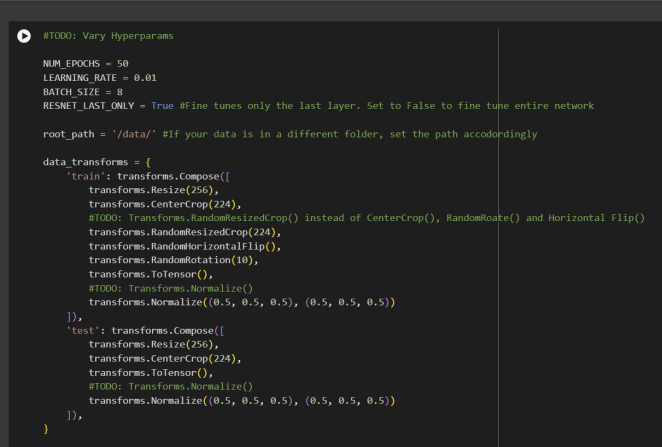 #TODO: Vary Hyperparams
NUM_EPOCHS = 50
LEARNING_RATE = 0.01
BATCH_SIZE = 8
RESNET_LAST_ONLY = True #Fine tunes only the last layer. Set to False to fine tune entire network
root_path = '/data/' #If your data is in a different folder, set the path accodordingly
data_transforms = {
    'train': transforms.Compose([
        transforms.Resize(256),
        transforms.CenterCrop(224),
        #TODO: Transforms.RandomResizedCrop() instead of CenterCrop(), RandomRoate() and Horizontal Flip()
        transforms.RandomResizedCrop(224),
        transforms.RandomHorizontalFlip(),
        transforms.RandomRotation(10),
        transforms.ToTensor(),
        #TODO: Transforms.Normalize()
        transforms.Normalize((0.5, 0.5, 0.5), (0.5, 0.5, 0.5))
    ]),
    'test': transforms.Compose([
        transforms.Resize(256),
        transforms.CenterCrop(224),
        transforms.ToTensor(),
        #TODO: Transforms.Normalize()
        transforms.Normalize((0.5, 0.5, 0.5), (0.5, 0.5, 0.5))
    ]),
}